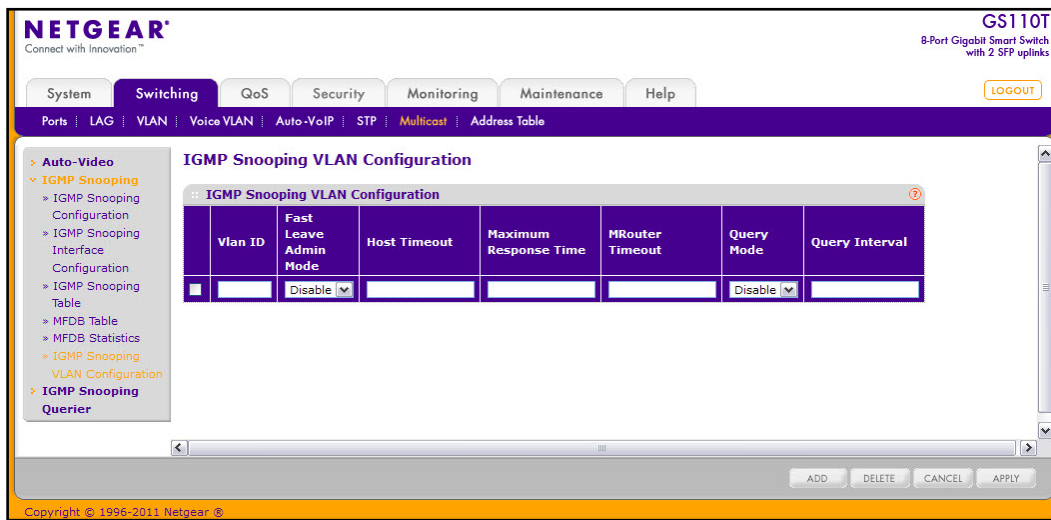 NETGEAR®
Connect with Innovation™
GS110T
8-Port Gigabit Smart Switch
with 2 SFP uplinks
System Switching QoS Security Monitoring Maintenance Help
LOGOUT
Ports LAG VLAN Voice VLAN Auto-VoIP STP Multicast Address Table
Auto-Video
IGMP Snooping
» IGMP Snooping
Configuration
» IGMP Snooping
Interface
Configuration
» IGMP Snooping
Table
» MFDB Table
» MFDB Statistics
» IGMP Snooping
VLAN Configuration
IGMP Snooping
Querier
IGMP Snooping VLAN Configuration
IGMP Snooping VLAN Configuration
?
Vlan ID
Fast
Leave
Admin
Mode
Host Timeout
Maximum
Response Time
MRouter
Timeout
Query
Mode
Query Interval
Disable
Disable
ADD DELETE CANCEL APPLY
Copyright © 1996-2011 Netgear ®